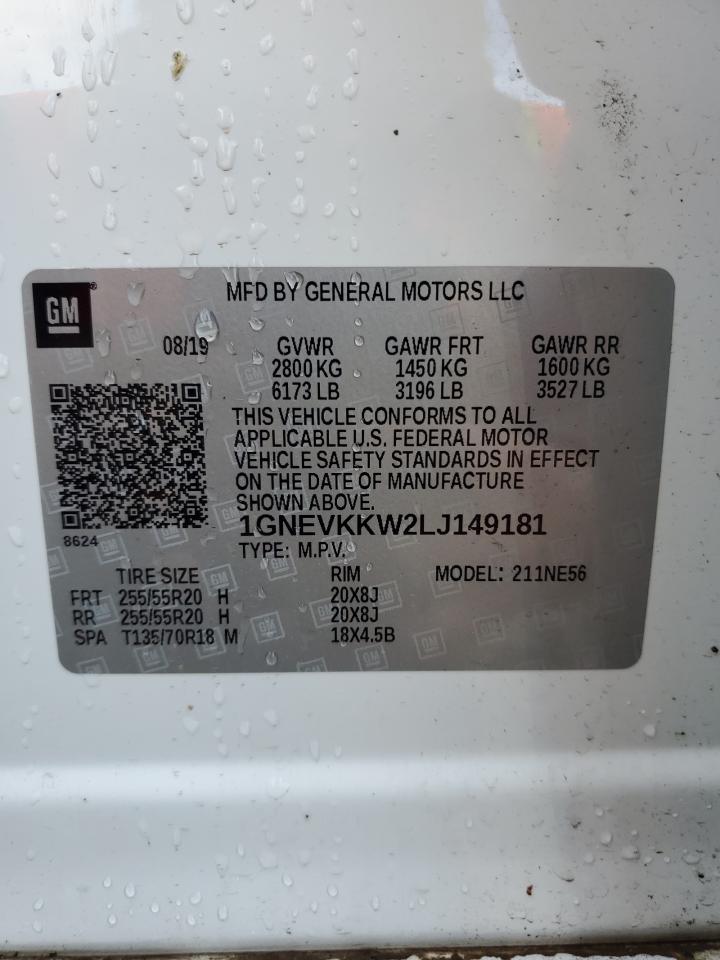 GM ®
MFD BY GENERAL MOTORS LLC
08/19 GVWR GAWR FRT GAWR RR
2800 KG 1450 KG 1600 KG
6173 LB 3196 LB 3527 LB
THIS VEHICLE CONFORMS TO ALL
APPLICABLE U.S. FEDERAL MOTOR
VEHICLE SAFETY STANDARDS IN EFFECT
ON THE DATE OF MANUFACTURE
SHOWN ABOVE.
8624
1GNEVKKW2LJ149181
TYPE: M.P.V.
TIRE SIZE RIM MODEL: 211NE56
FRT 255/55R20 H 20X8J
RR 255/55R20 H 20X8J
SPA T135/70R18 M 18X4.5B